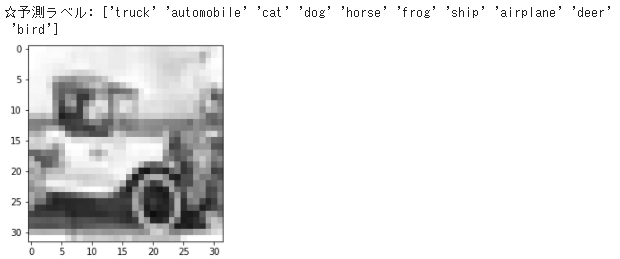 ☆予測ラベル: ['truck' 'automobile' 'cat' 'dog' 'horse' 'frog' 'ship' 'airplane' 'deer'
'bird']
0
5
10
15
20
25
30
0 5 10 15 20 25 30